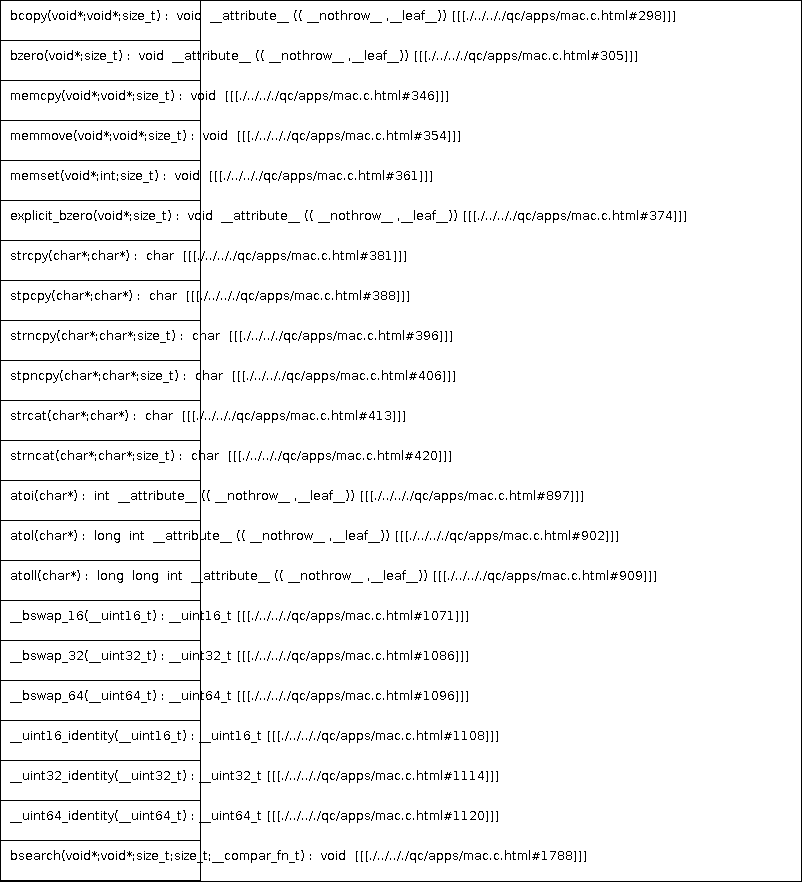 bcopy(void*;void*;size_t) : void __attribute__ (( __nothrow__ ,__leaf__)) [[[./../.././qc/apps/mac.c.html#298]]]
bzero(void*;size_t) : void __attribute__ (( __nothrow__ ,__leaf__)) [[[./../.././qc/apps/mac.c.html#305]]]
memcpy(void*;void*;size_t) : void [[[./../.././qc/apps/mac.c.html#346]]]
memmove(void*;void*;size_t) : void [[[./../.././qc/apps/mac.c.html#354]]]
memset(void*;int;size_t) : void [[[./../.././qc/apps/mac.c.html#361]]]
explicit_bzero(void*;size_t) : void __attribute__ (( __nothrow__ ,__leaf__)) [[[./../.././qc/apps/mac.c.html#374]]]
strcpy(char*;char*) : char [[[./../.././qc/apps/mac.c.html#381]]]
stpcpy(char*;char*) : char [[[./../.././qc/apps/mac.c.html#388]]]
strncpy(char*;char*;size_t) : char [[[./../.././qc/apps/mac.c.html#396]]]
stpncpy(char*;char*;size_t) : char [[[./../.././qc/apps/mac.c.html#406]]]
strcat(char*;char*) : char [[[./../.././qc/apps/mac.c.html#413]]]
strncat(char*;char*;size_t) : char [[[./../.././qc/apps/mac.c.html#420]]]
atoi(char*) : int __attribute__ (( __nothrow__ ,__leaf__)) [[[./../.././qc/apps/mac.c.html#897]]]
atol(char*) : long int __attribute__ (( __nothrow__ ,__leaf__)) [[[./../.././qc/apps/mac.c.html#902]]]
atoll(char*) : long long int __attribute__ (( __nothrow__ ,__leaf__)) [[[./../.././qc/apps/mac.c.html#909]]]
__bswap_16(__uint16_t) : __uint16_t [[[./../.././qc/apps/mac.c.html#1071]]]
__bswap_32(__uint32_t) : __uint32_t [[[./../.././qc/apps/mac.c.html#1086]]]
__bswap_64(__uint64_t) : __uint64_t [[[./../.././qc/apps/mac.c.html#1096]]]
__uint16_identity(__uint16_t) : __uint16_t [[[./../.././qc/apps/mac.c.html#1108]]]
__uint32_identity(__uint32_t) : __uint32_t [[[./../.././qc/apps/mac.c.html#1114]]]
__uint64_identity(__uint64_t) : __uint64_t [[[./../.././qc/apps/mac.c.html#1120]]]
bsearch(void*;void*;size_t;size_t;__compar_fn_t) : void [[[./../.././qc/apps/mac.c.html#1788]]]